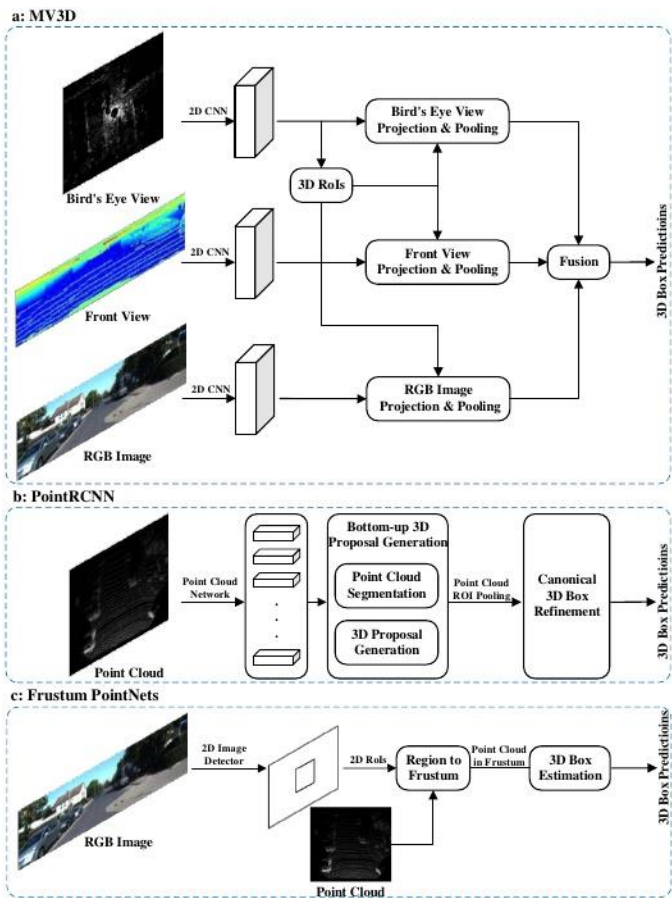 a: MV3D
2D CNN
Bird's Eye View
Projection & Pooling
Bird's Eye View
3D RoIs
2D CNN
Front View
Projection & Pooling
Fusion
3D Box Predictioins
Front View
2D CNN
RGB Image
Projection & Pooling
RGB Image
b: PointRCNN
Point Cloud
Network
Bottom-up 3D
Proposal Generation
Point Cloud
Segmentation
3D Proposal
Generation
Point Cloud
ROI Pooling
Canonical
3D Box
Refinement
3D Box Predictioins
Point Cloud
c: Frustum PointNets
2D Image
Detector
2D RoIs
Region to
Frustum
Point Cloud
in Frustum
3D Box
Estimation
3D Box Predictioins
RGB Image
Point Cloud